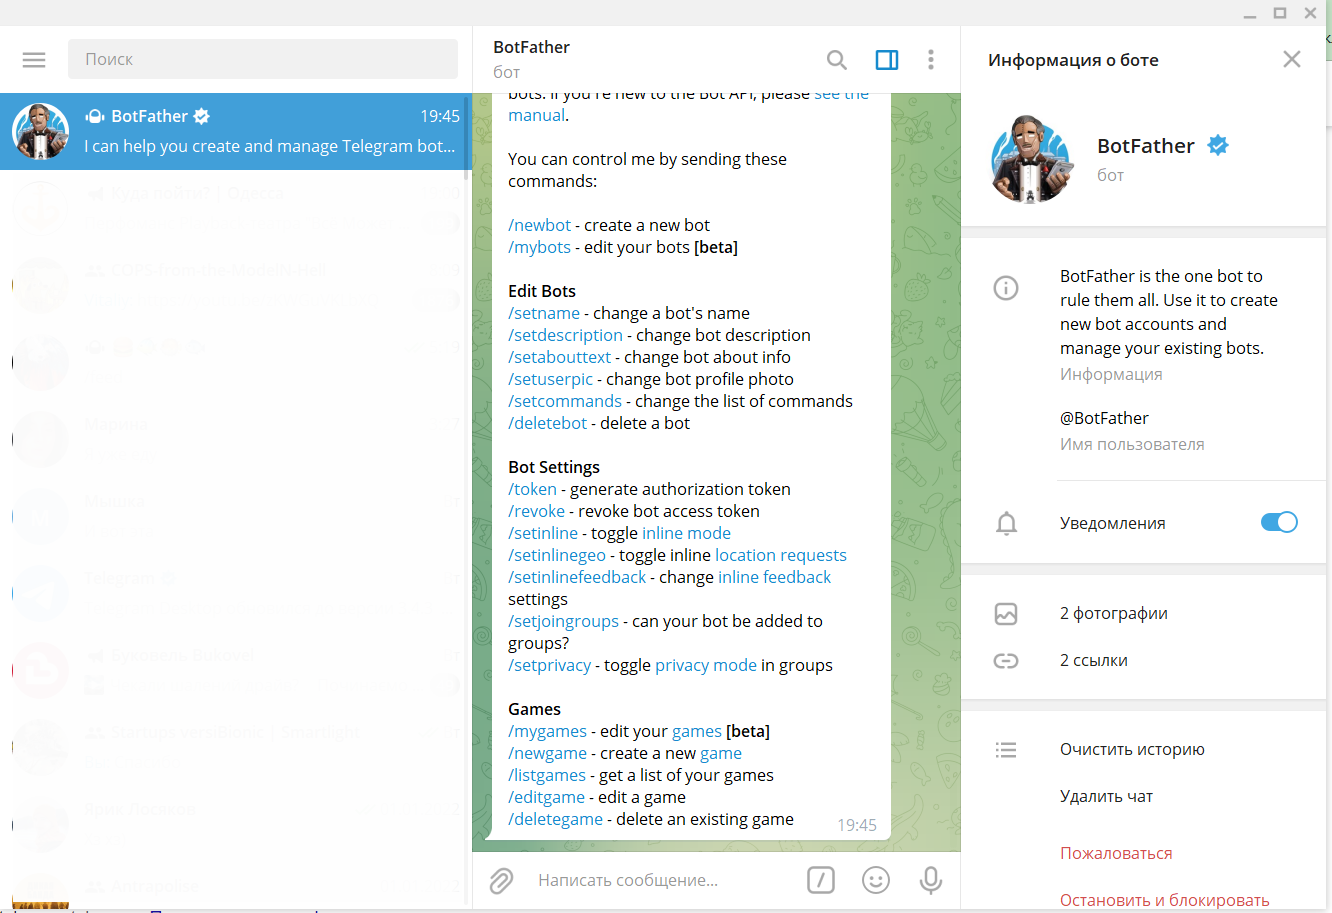 Поиск
BotFather
19:45
I can help you create and manage Telegram bot...
Куда пойти? | Одесса
Марина
Telegram
Буковель Bukovel
BotFather
бот
bots. If you're new to the Bot API, please see the
manual.
You can control me by sending these
commands:
/newbot - create a new bot
/mybots - edit your bots [beta]
Edit Bots
/setname - change a bot's name
/setdescription - change bot description
/setabouttext - change bot about info
/setuserpic - change bot profile photo
/setcommands - change the list of commands
/deletebot - delete a bot
Bot Settings
/token - generate authorization token
/revoke - revoke bot access token
/setinline - toggle inline mode
/setinlinegeo - toggle inline location requests
/setinlinefeedback - change inline feedback
settings
/setjoingroups - can your bot be added to
groups?
/setprivacy - toggle privacy mode in groups
Games
/mygames - edit your games [beta]
/newgame - create a new game
/listgames - get a list of your games
/editgame - edit a game
/deletegame - delete an existing game
19:45
Написать сообщение...
Информация о боте
BotFather
бот
BotFather is the one bot to
rule them all. Use it to create
new bot accounts and
manage your existing bots.
Информация
@BotFather
Имя пользователя
Уведомления
2 фотографии
2 ссылки
Очистить историю
Удалить чат
Пожаловаться
Остановить и блокировать